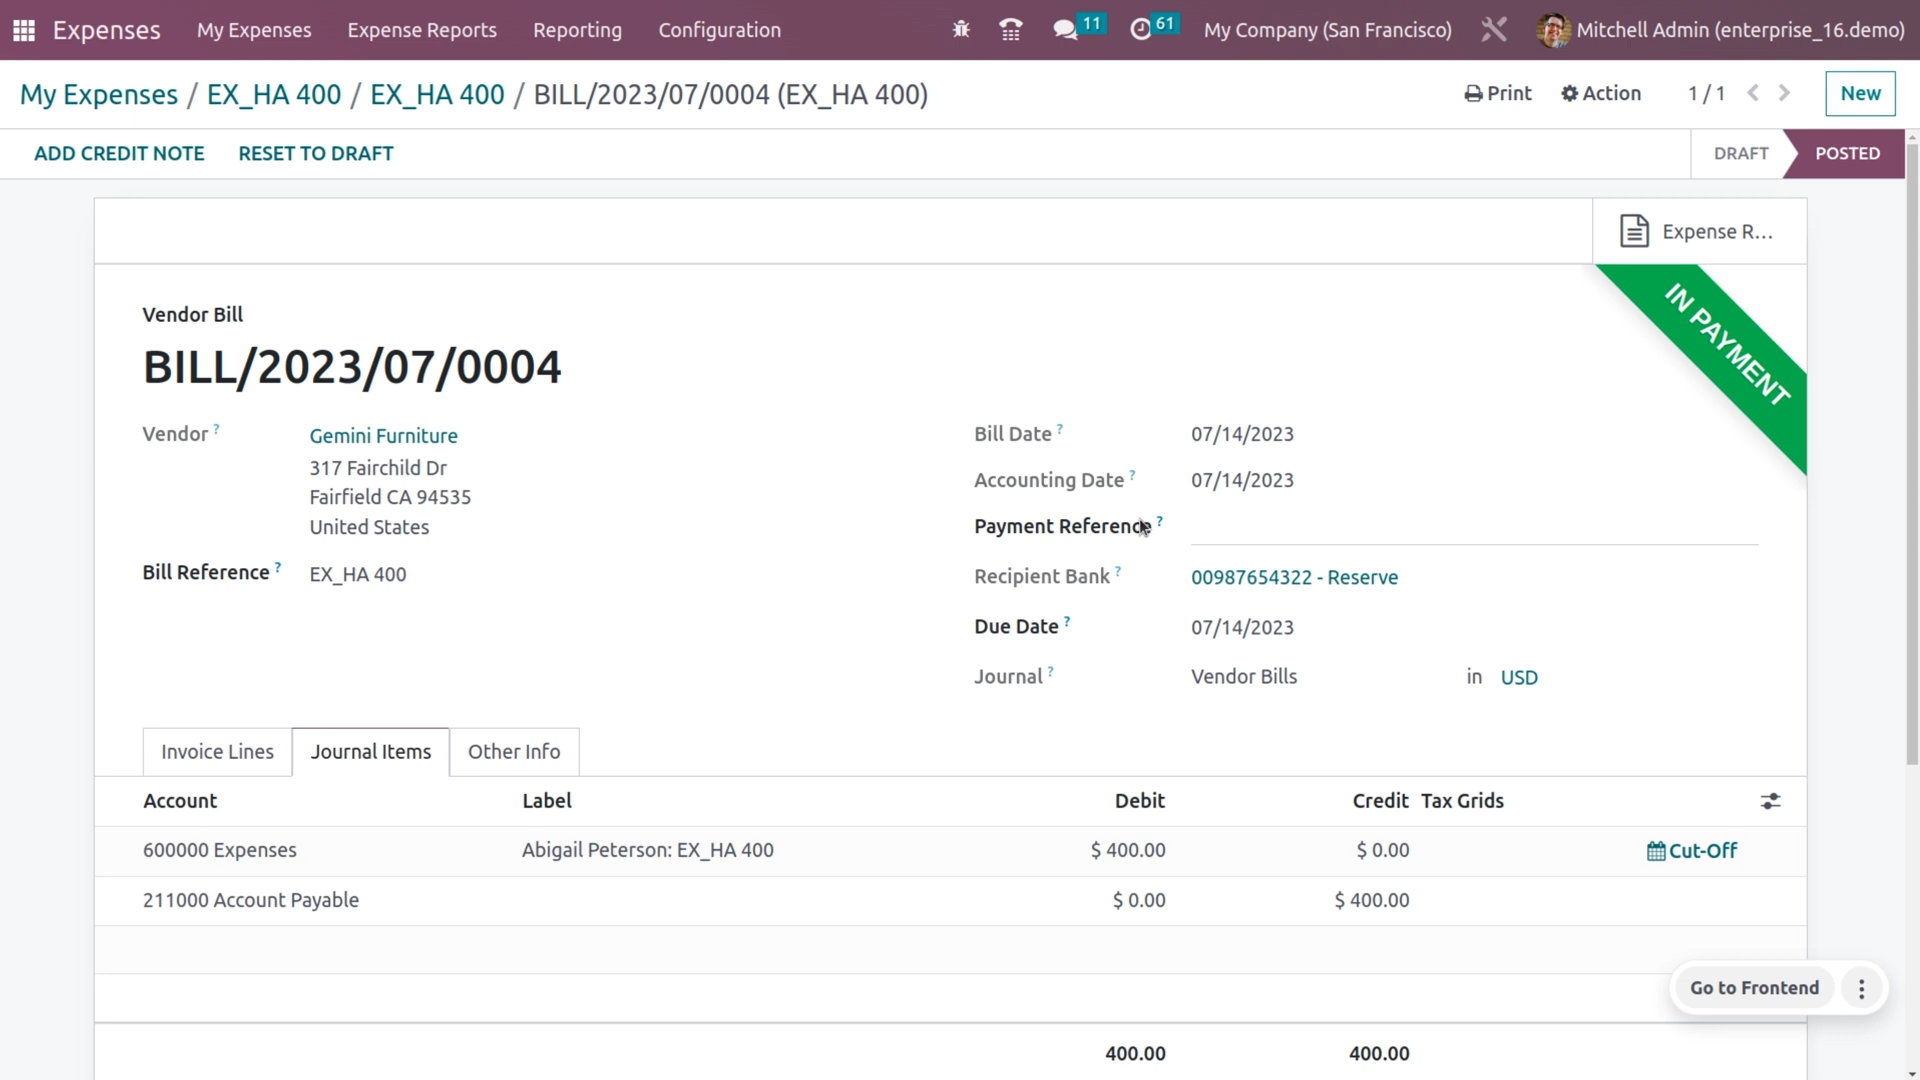 Expenses My Expenses Expense Reports Reporting Configuration 11 61 My Company (San Francisco) Mitchell Admin (enterprise_16.demo)
My Expenses / EX_HA 400 / EX_HA 400 / BILL/2023/07/0004 (EX_HA 400) Print Action 1 / 1 New
ADD CREDIT NOTE RESET TO DRAFT DRAFT POSTED
Expense R...
IN PAYMENT
Vendor Bill
BILL/2023/07/0004
Vendor ? Gemini Furniture Bill Date ? 07/14/2023
317 Fairchild Dr
Fairfield CA 94535 Accounting Date ? 07/14/2023
United States Payment Reference ?
Bill Reference ? EX_HA 400 Recipient Bank ? 00987654322 - Reserve
Due Date ? 07/14/2023
Journal ? Vendor Bills in USD
Invoice Lines Journal Items Other Info
Account Label Debit Credit Tax Grids
600000 Expenses Abigail Peterson: EX_HA 400 $ 400.00 $ 0.00 Cut-Off
211000 Account Payable $ 0.00 $ 400.00
Go to Frontend
400.00 400.00